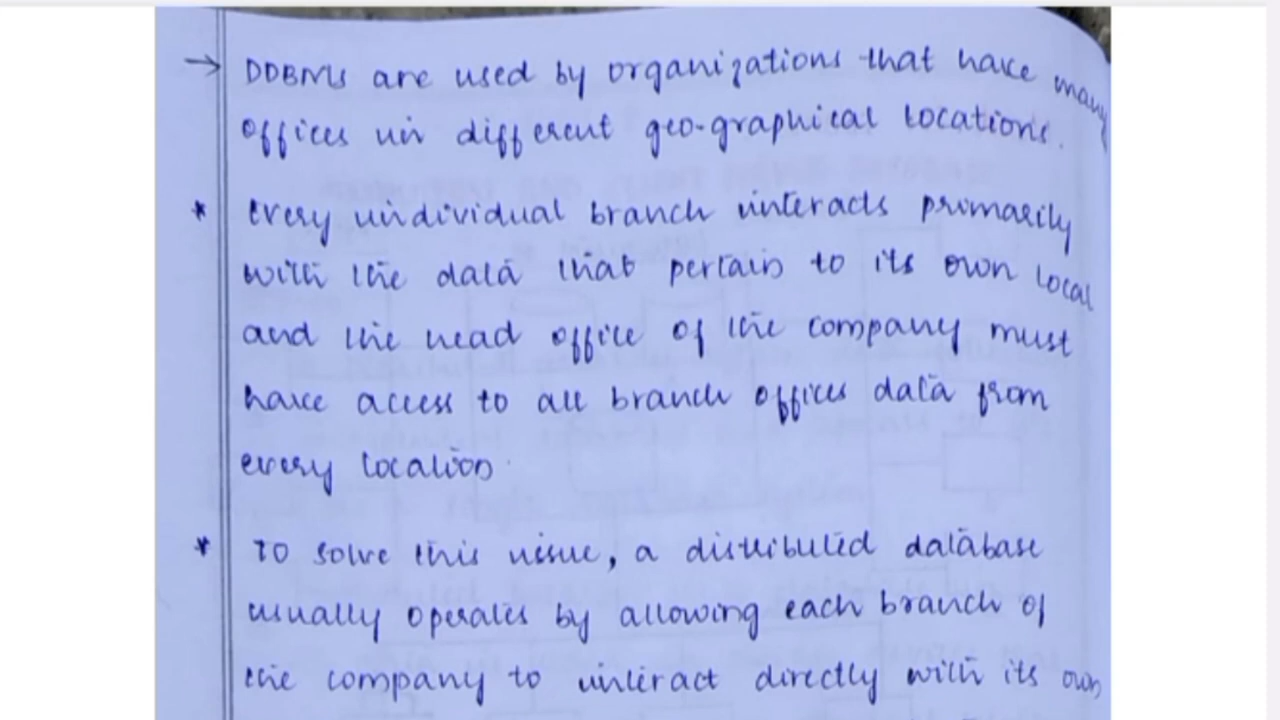 → DDBMS are used by organizations that have many
offices in different geo-graphical locations.
* Every individual branch interacts primarily
with the data that pertain to its own local
and the head office of the company must
have access to all branch offices data from
every location.
* To solve this issue, a distributed database
usually operates by allowing each branch of
the company to interact directly with its own